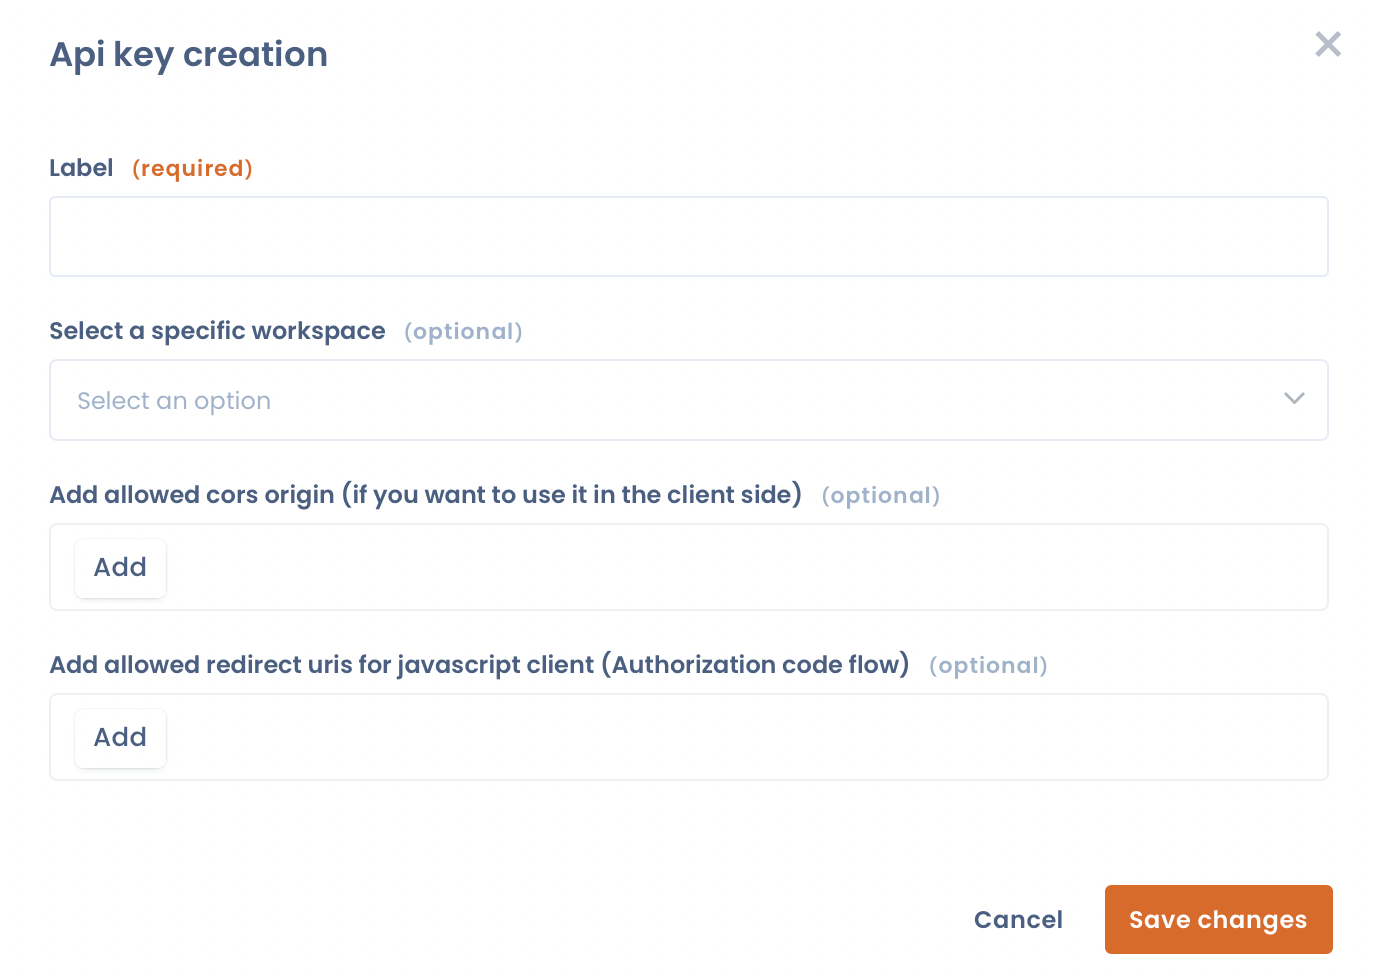 Api key creation
Label (required)
Select a specific workspace (optional)
Select an option
Add allowed cors origin (if you want to use it in the client side) (optional)
Add
Add allowed redirect uris for javascript client (Authorization code flow) (optional)
Add
Cancel Save changes